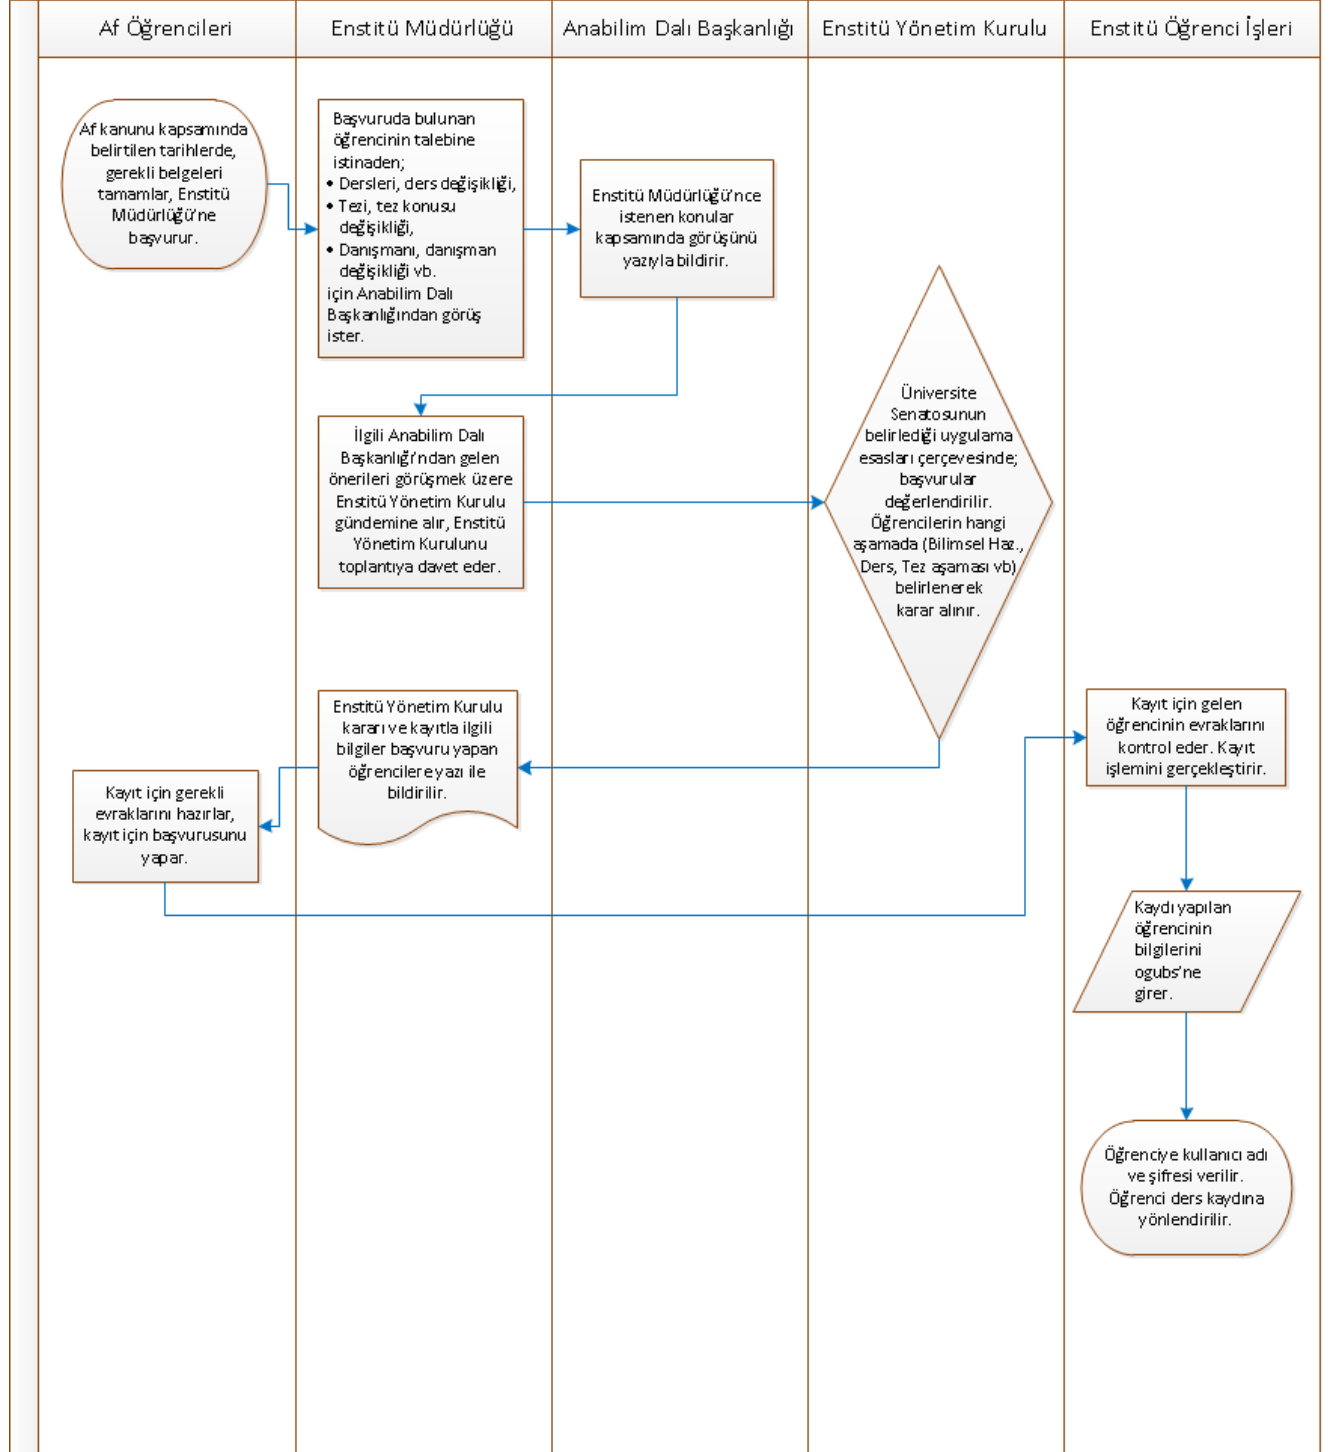 Af Öğrencileri
Enstitü Müdürlüğü
Anabilim Dalı Başkanlığı
Enstitü Yönetim Kurulu
Enstitü Öğrenci İşleri
Af kanunu kapsamında
belirtilen tarihlerde,
gerekli belgeleri
tamamlar, Enstitü
Müdürlüğü'ne
başvurur.
Başvuruda bulunan
öğrencinin talebine
istinaden;
• Dersleri, ders değişikliği,
• Tezi, tez konusu
değişikliği,
• Danışmanı, danışman
değişikliği vb.
için Anabilim Dalı
Başkanlığından görüş
ister.
Enstitü Müdürlüğü'nce
istenen konular
kapsamında görüşünü
yazıyla bildirir.
İlgili Anabilim Dalı
Başkanlığı'ndan gelen
önerileri görüşmek üzere
Enstitü Yönetim Kurulu
gündemine alır, Enstitü
Yönetim Kurulunu
toplantıya davet eder.
Üniversite
Senatosunun
belirlediği uygulama
esasları çerçevesinde;
başvurular
değerlendirilir.
Öğrencilerin hangi
aşamada (Bilimsel Haz.,
Ders, Tez aşaması vb)
belirlenerek
karar alınır.
Enstitü Yönetim Kurulu
kararı ve kayıtla ilgili
bilgiler başvuru yapan
öğrencilere yazı ile
bildirilir.
Kayıt için gerekli
evraklarını hazırlar,
kayıt için başvurusunu
yapar.
Kayıt için gelen
öğrencinin evraklarını
kontrol eder. Kayıt
işlemini gerçekleştirir.
Kaydı yapılan
öğrencinin
bilgilerini
ogubs'ne
girer.
Öğrenciye kullanıcı adı
ve şifresi verilir.
Öğrenci ders kaydına
yönlendirilir.